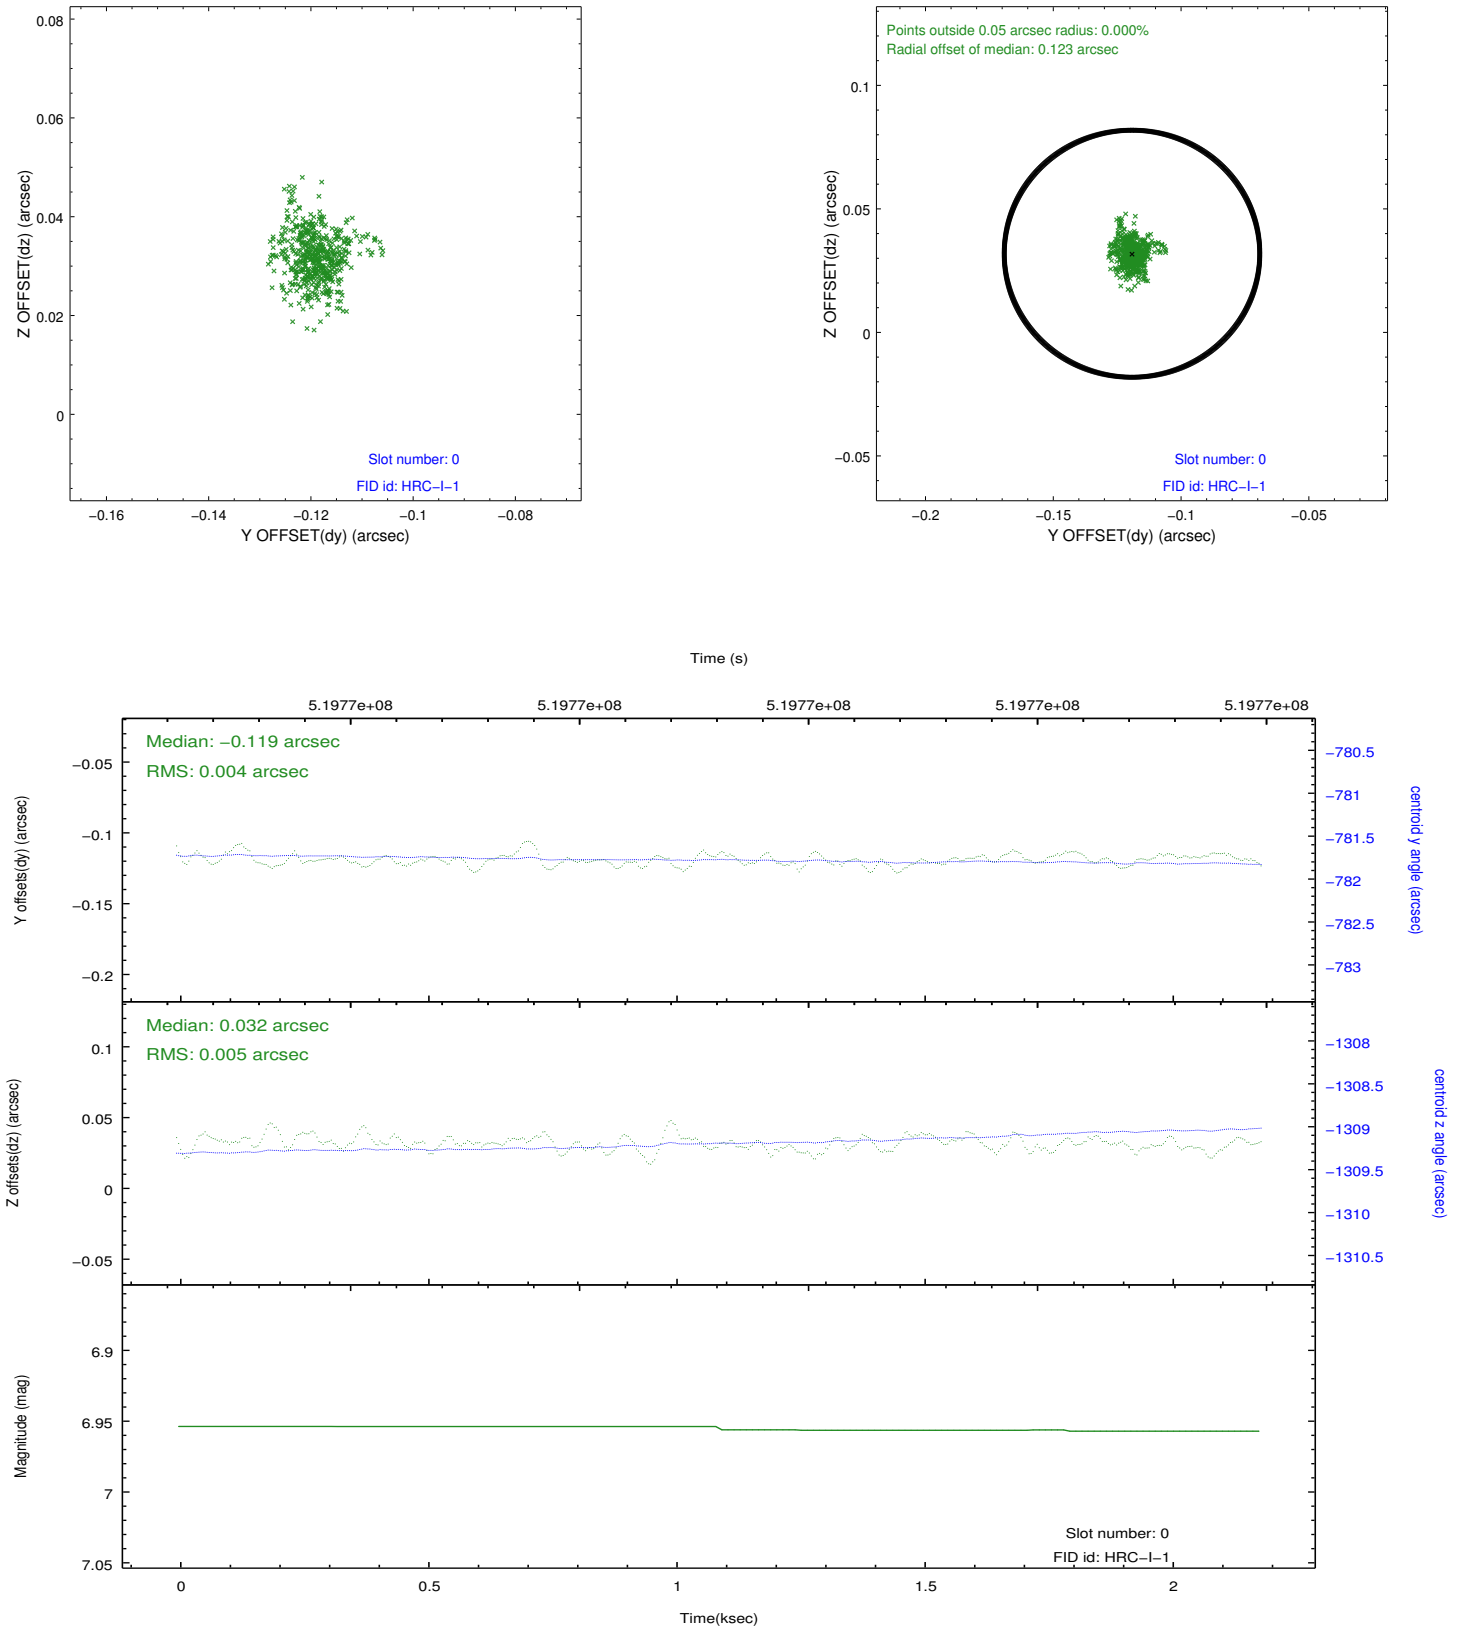 0.08
0.06
0.04
0.02
0
Z OFFSET(dz) (arcsec)
Slot number: 0
FID id: HRC−I−1
−0.16
−0.14
−0.12
−0.1
−0.08
Y OFFSET(dy) (arcsec)
Points outside 0.05 arcsec radius: 0.000%
Radial offset of median: 0.123 arcsec
0.1
0.05
0
−0.05
Z OFFSET(dz) (arcsec)
Slot number: 0
FID id: HRC−I−1
−0.2
−0.15
−0.1
−0.05
Y OFFSET(dy) (arcsec)
Time (s)
5.1977e+08
5.1977e+08
5.1977e+08
5.1977e+08
5.1977e+08
Median: −0.119 arcsec
RMS: 0.004 arcsec
−0.05
−0.1
−0.15
−0.2
Y offsets(dy) (arcsec)
−780.5
−781
−781.5
−782
−782.5
−783
centroid y angle (arcsec)
Median: 0.032 arcsec
RMS: 0.005 arcsec
0.1
0.05
0
−0.05
Z offsets(dz) (arcsec)
−1308
−1308.5
−1309
−1309.5
−1310
−1310.5
centroid z angle (arcsec)
6.9
6.95
7
7.05
Magnitude (mag)
Slot number: 0
FID id: HRC−I−1
0
0.5
1
1.5
2
Time(ksec)